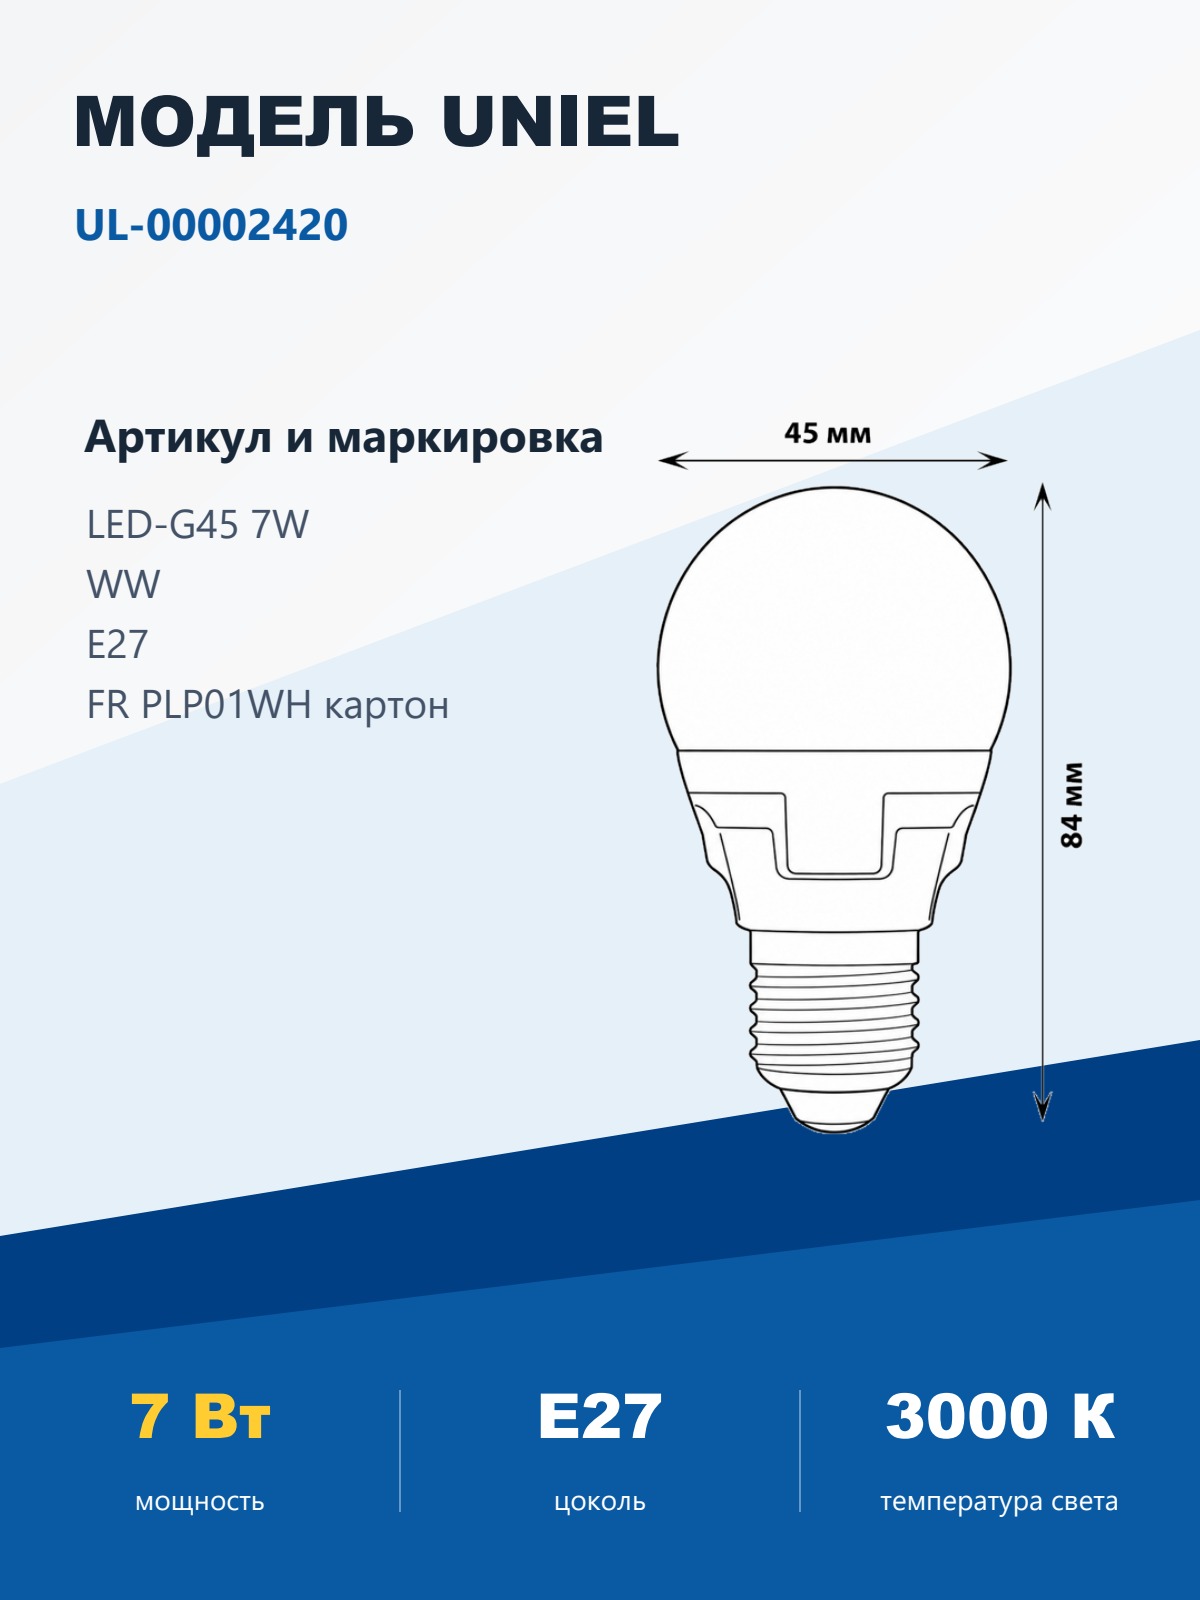 МОДЕЛЬ UNIEL
UL-00002420
Артикул и маркировка
LED-G45 7W
WW
E27
FR PLP01WH картон
45 мм
84 мм
7 Вт
мощность
E27
цоколь
3000 К
температура света